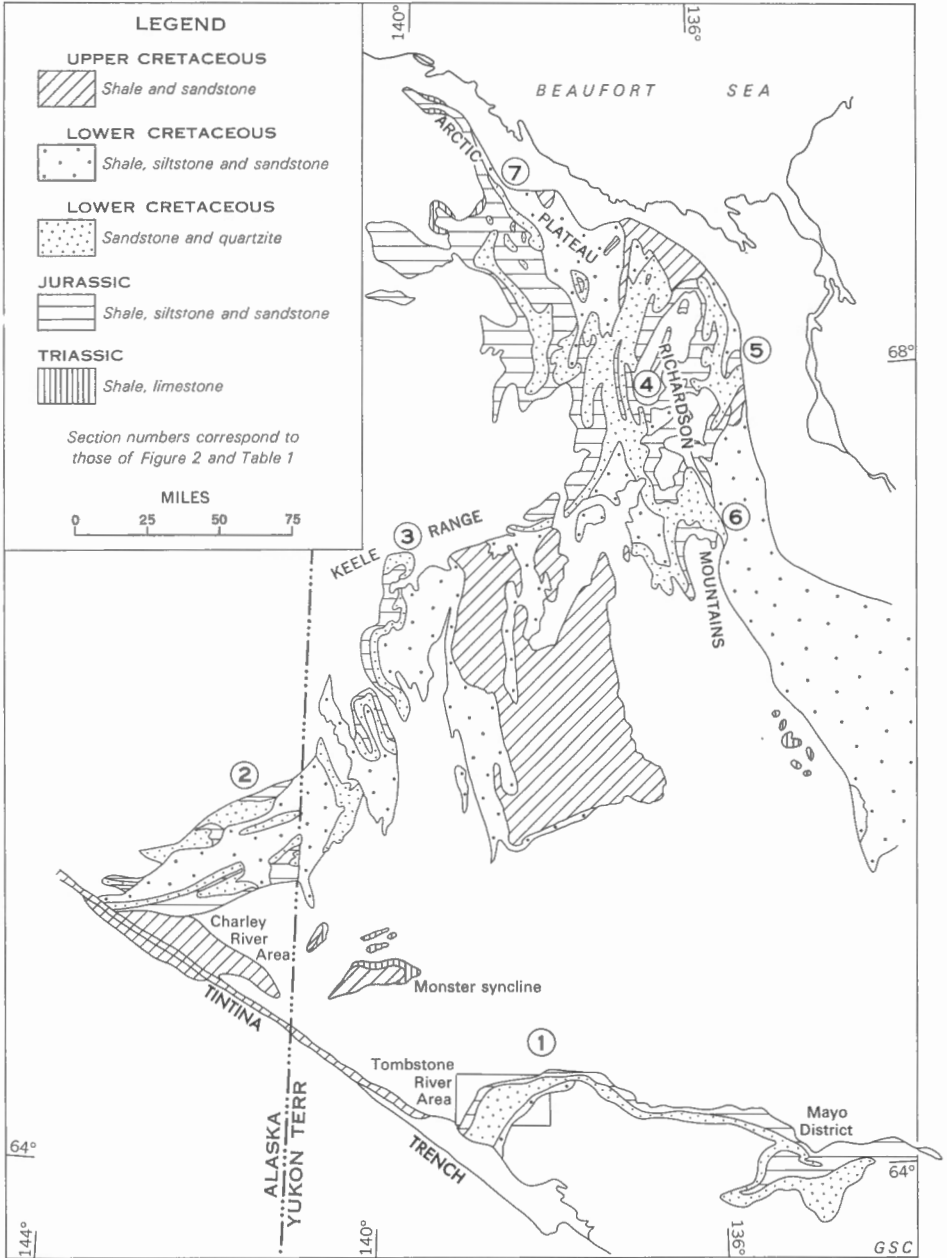 LEGEND
UPPER CRETACEOUS
Shale and sandstone
LOWER CRETACEOUS
Shale, siltstone and sandstone
LOWER CRETACEOUS
Sandstone and quartzite
JURASSIC
Shale, siltstone and sandstone
TRIASSIC
Shale, limestone
Section numbers correspond to
those of Figure 2 and Table 1
MILES
0 25 50 75
140°
136°
BEAUFORT SEA
ARCTIC
7
PLATEAU
68°
5
4
RICHARDSON
6
MOUNTAINS
3
KEELE RANGE
2
Charley
River
Area
Monster syncline
TINTINA
1
Tombstone
River
Area
Mayo
District
TRENCH
ALASKA
YUKON TERR
64°
64°
144°
140°
136°
GSC